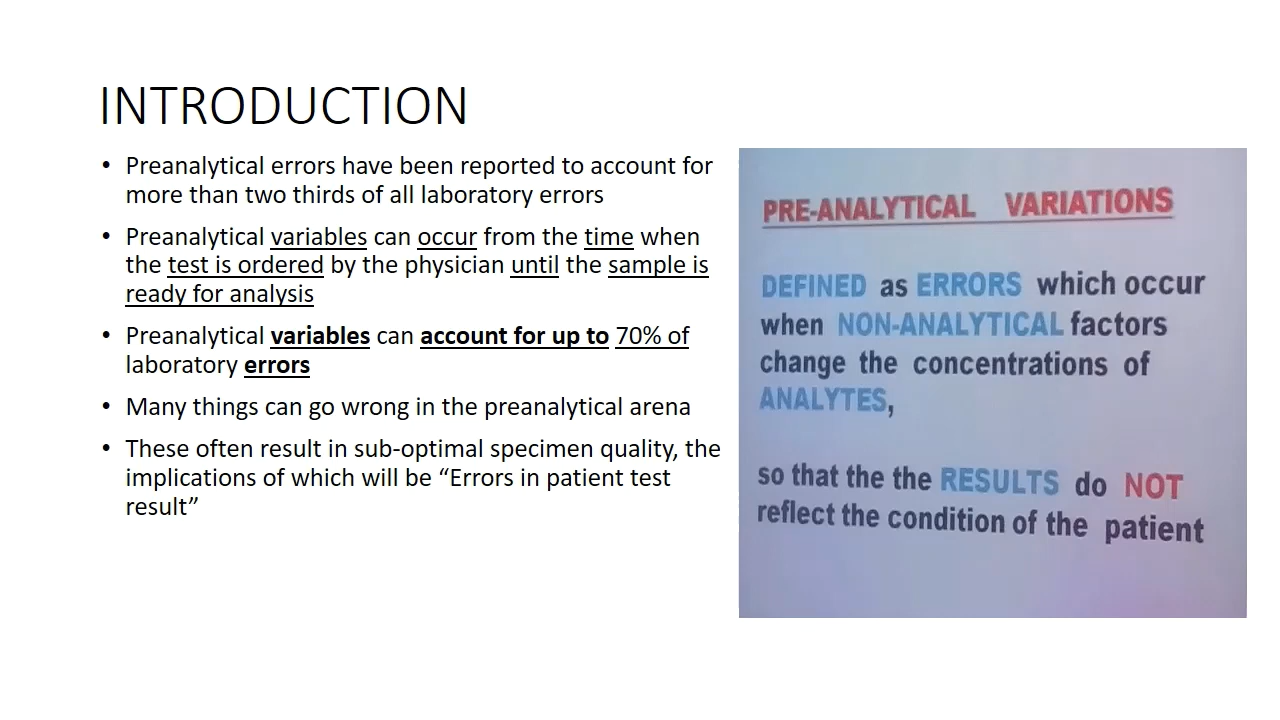 INTRODUCTION
• Preanalytical errors have been reported to account for
more than two thirds of all laboratory errors
• Preanalytical variables can occur from the time when
the test is ordered by the physician until the sample is
ready for analysis
• Preanalytical variables can account for up to 70% of
laboratory errors
• Many things can go wrong in the preanalytical arena
• These often result in sub-optimal specimen quality, the
implications of which will be “Errors in patient test
result”
PRE-ANALYTICAL VARIATIONS
DEFINED as ERRORS which occur
when NON-ANALYTICAL factors
change the concentrations of
ANALYTES,
so that the the RESULTS do NOT
reflect the condition of the patient